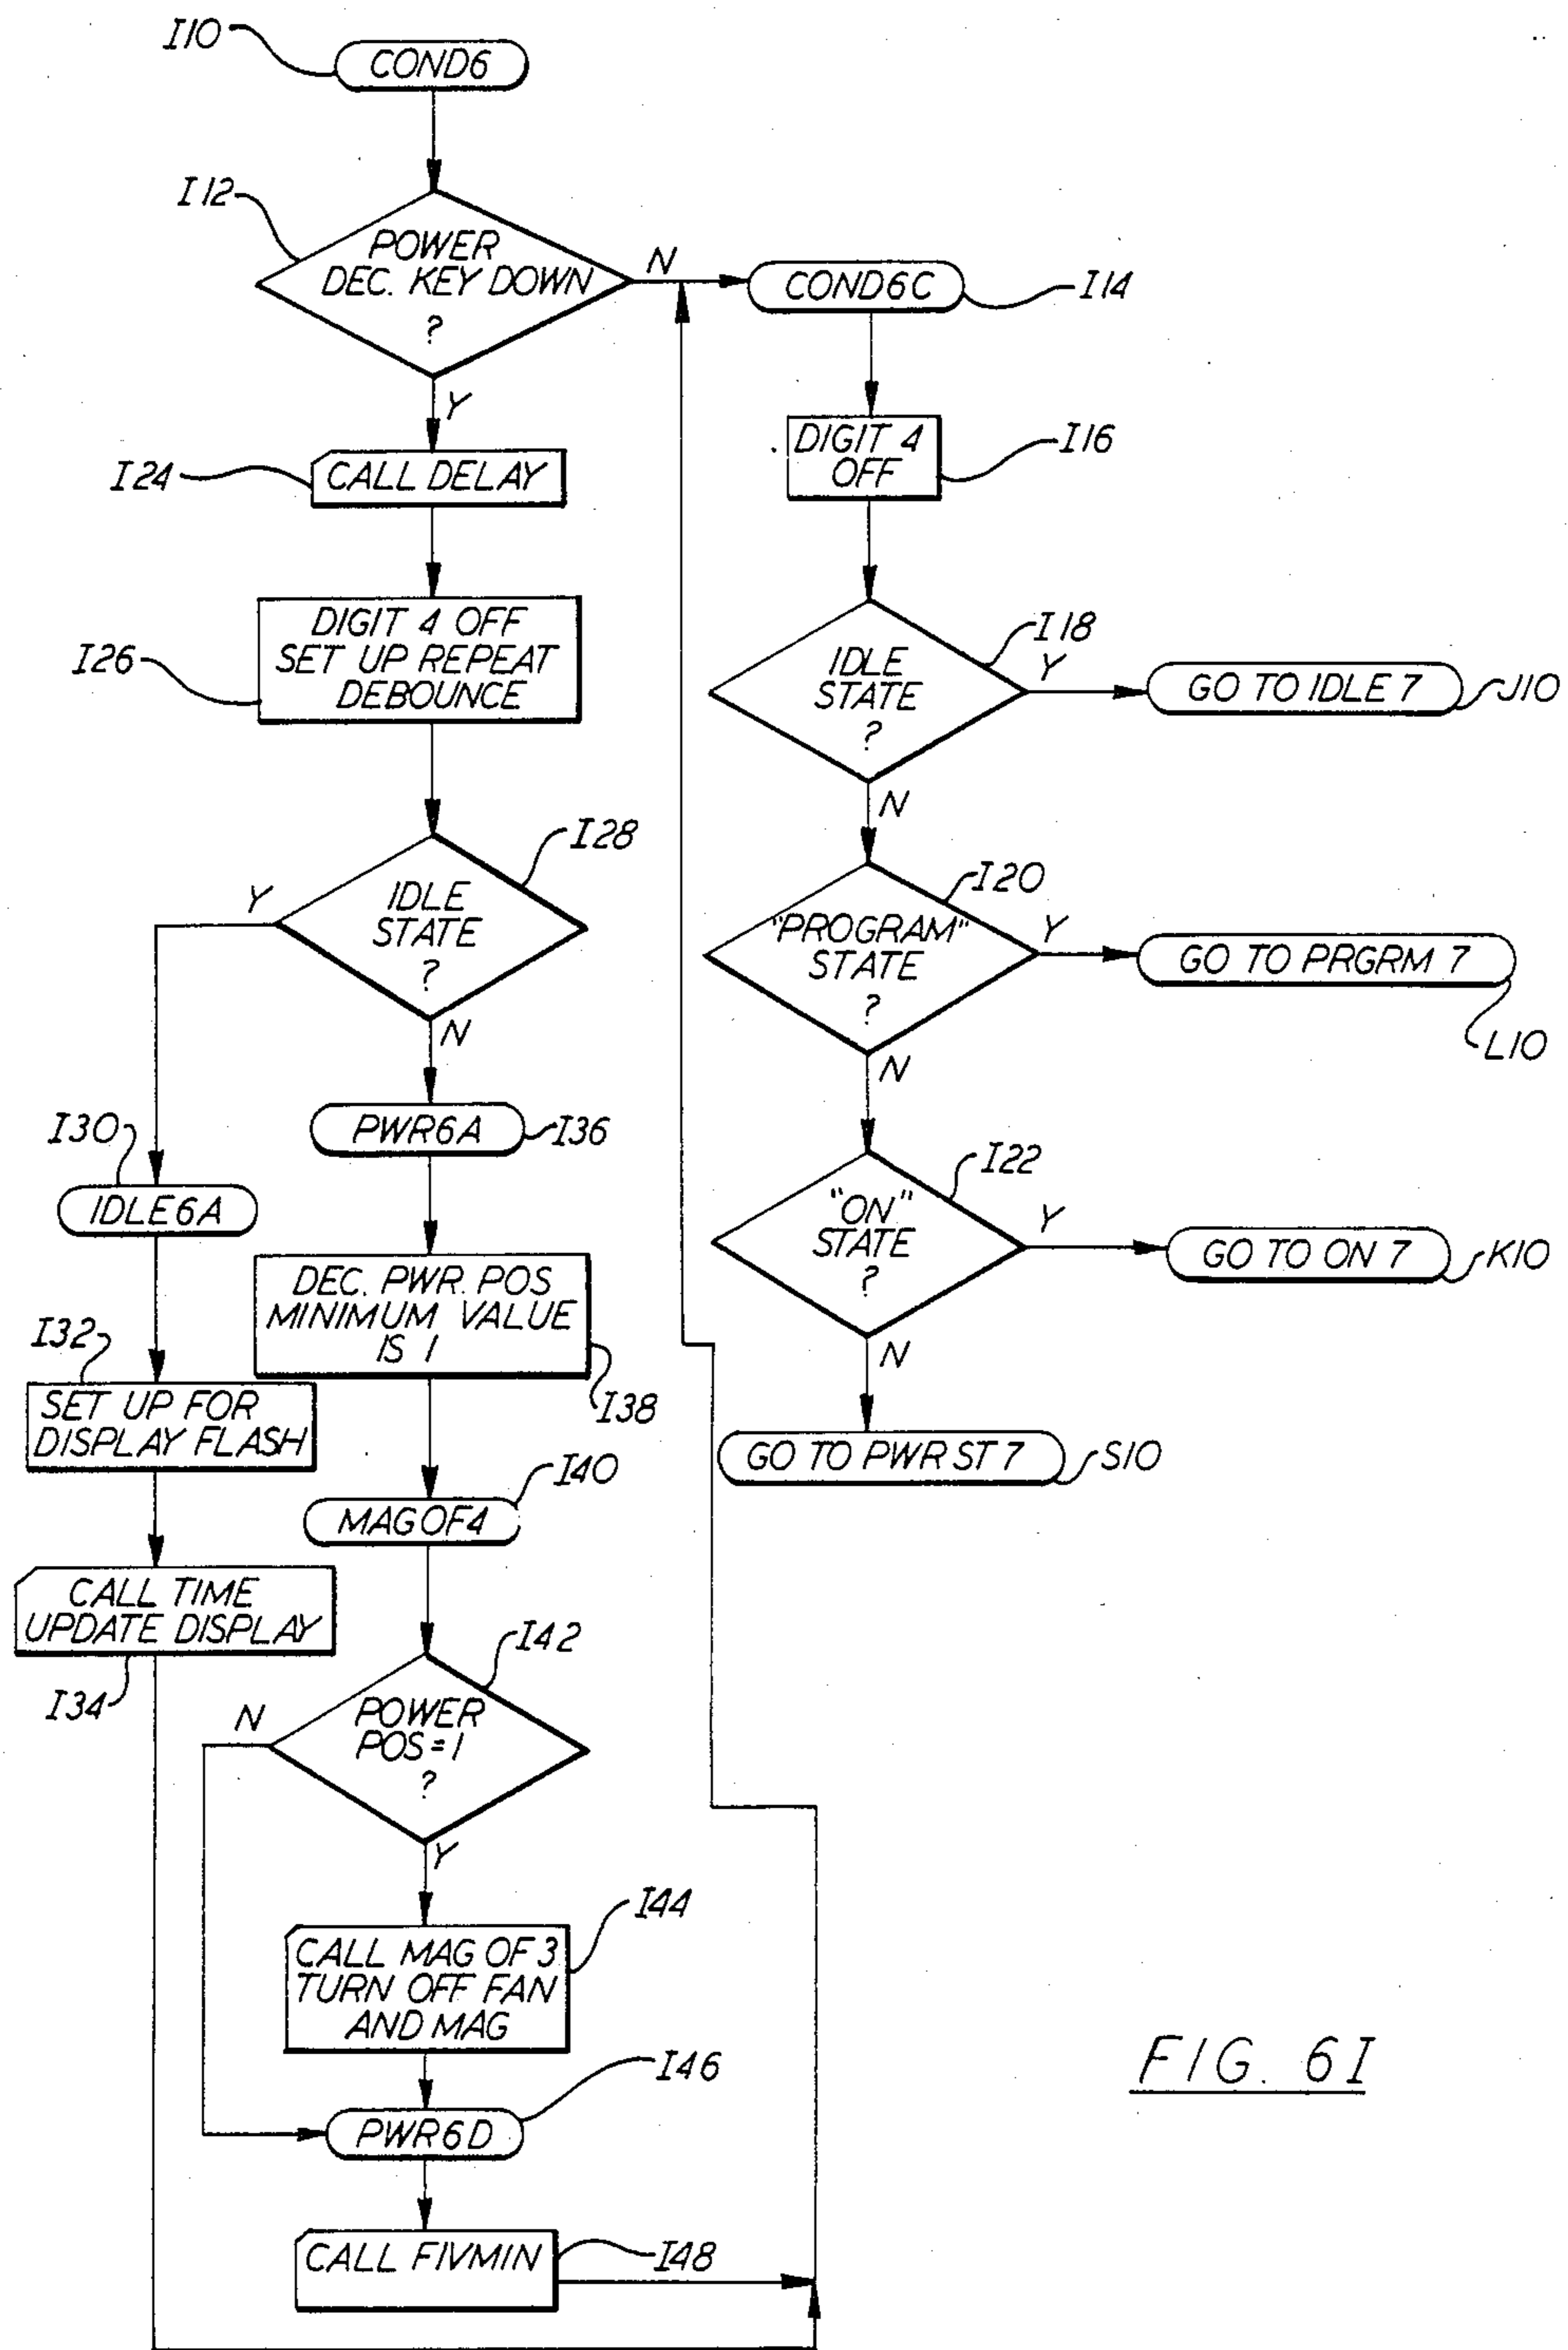 I10
COND6
I12
POWER
DEC. KEY DOWN
?
N
COND6C
I14
Y
I24
CALL DELAY
DIGIT 4
OFF
I16
I26
DIGIT 4 OFF
SET UP REPEAT
DEBOUNCE
I18
IDLE
STATE
?
Y
GO TO IDLE 7
J10
N
I28
Y
IDLE
STATE
?
N
I20
"PROGRAM"
STATE
?
Y
GO TO PRGRM 7
L10
N
I30
IDLE6A
PWR6A
I36
I22
"ON"
STATE
?
Y
GO TO ON 7
K10
N
I32
SET UP FOR
DISPLAY FLASH
DEC. PWR. POS
MINIMUM VALUE
IS 1
I38
GO TO PWR ST 7
S10
I40
MAGOF4
CALL TIME
UPDATE DISPLAY
I34
I42
N
POWER
POS=1
?
Y
I44
CALL MAG OF 3
TURN OFF FAN
AND MAG
I46
PWR6D
CALL FIVMIN
I48
FIG. 6I